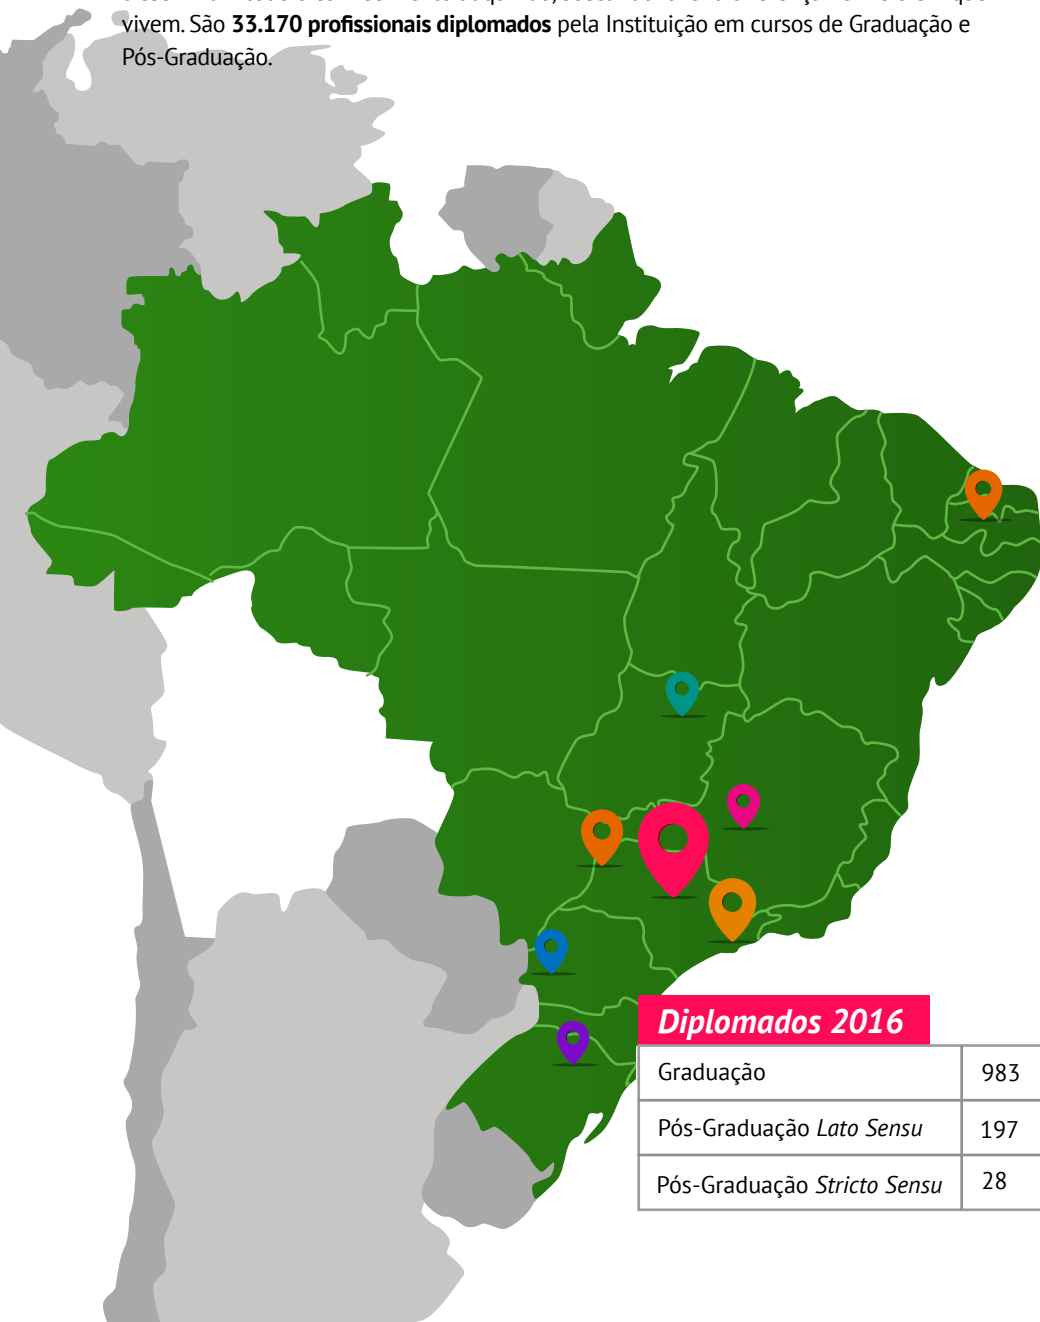 vivem. São 33.170 profissionais diplomados pela Instituição em cursos de Graduação e
Pós-Graduação.
Diplomados 2016
Graduação 983
Pós-Graduação Lato Sensu 197
Pós-Graduação Stricto Sensu 28